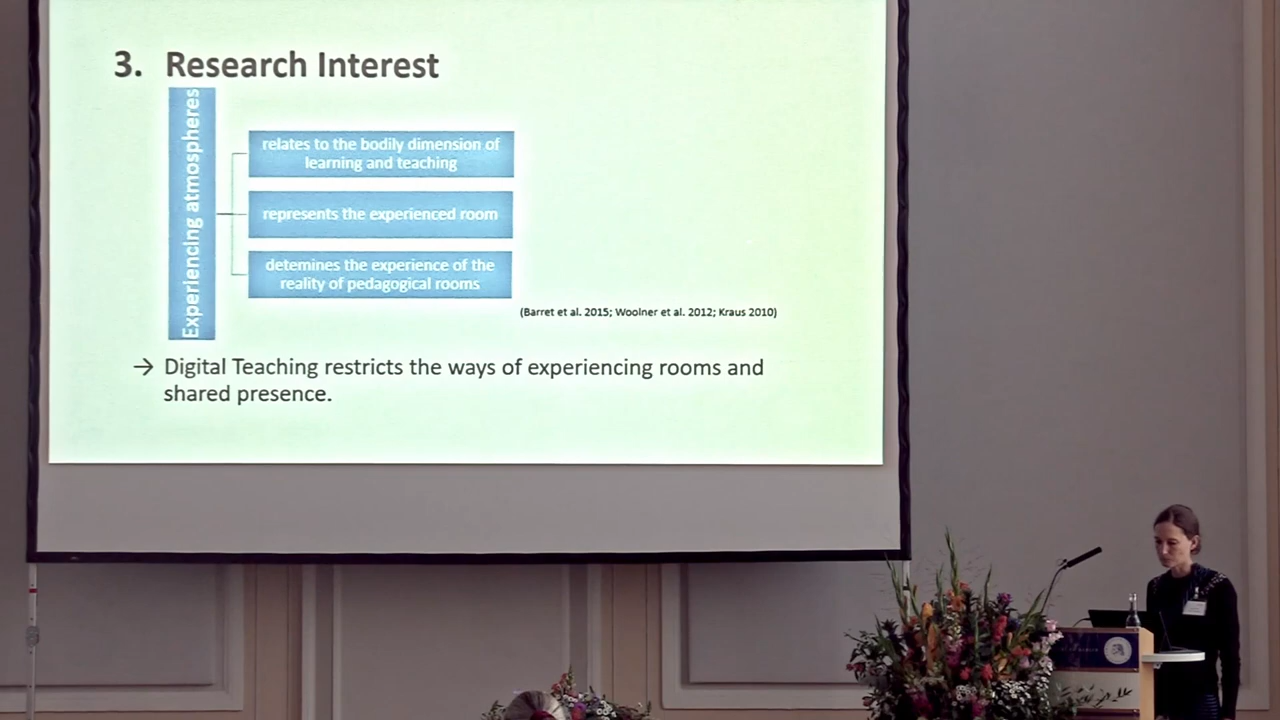 3. Research Interest
Experiencing atmospheres
relates to the bodily dimension of
learning and teaching
represents the experienced room
detemines the experience of the
reality of pedagogical rooms
(Barret et al. 2015; Woolner et al. 2012; Kraus 2010)
→ Digital Teaching restricts the ways of experiencing rooms and
shared presence.